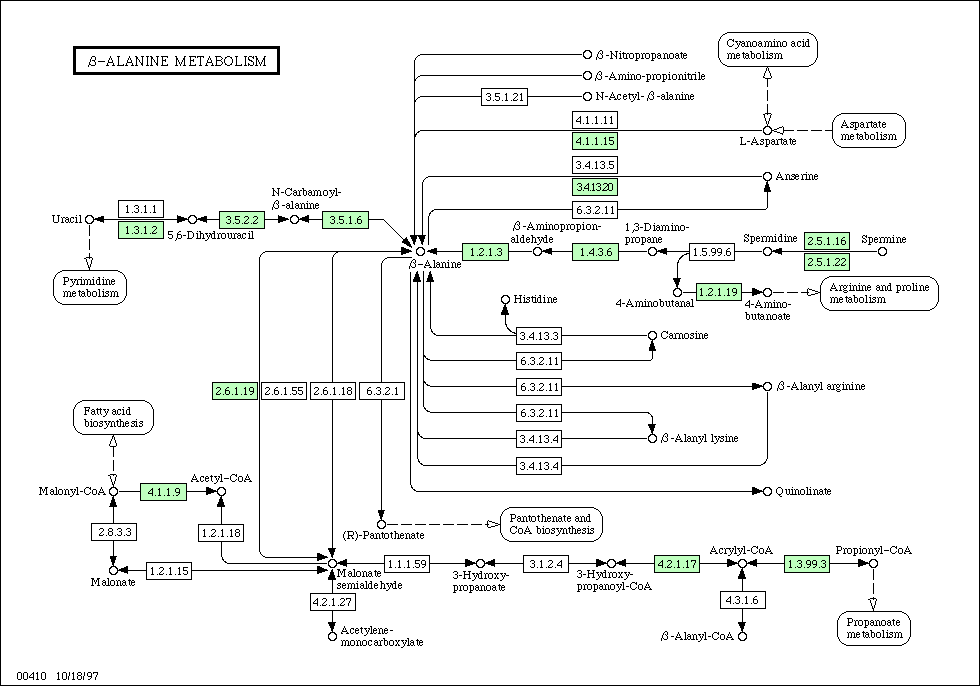 β-ALANINE METABOLISM
β-Nitropropanoate
β-Amino-propionitrile
3.5.1.21
N-Acetyl-β-alanine
Cyanoamino acid
metabolism
4.1.1.11
4.1.1.15
L-Aspartate
Aspartate
metabolism
3.4.13.5
3.4.13.20
Anserine
6.3.2.11
Uracil
1.3.1.1
1.3.1.2
5,6-Dihydrouracil
3.5.2.2
N-Carbamoyl-
β-alanine
3.5.1.6
β-Alanine
1.2.1.3
β-Aminopropion-
aldehyde
1.4.3.6
1,3-Diamino-
propane
1.5.99.6
Spermidine
2.5.1.16
2.5.1.22
Spermine
Pyrimidine
metabolism
4-Aminobutanal
1.2.1.19
4-Amino-
butanoate
Arginine and proline
metabolism
Histidine
3.4.13.3
Carnosine
6.3.2.11
2.6.1.19
2.6.1.55
2.6.1.18
6.3.2.1
6.3.2.11
β-Alanyl arginine
6.3.2.11
3.4.13.4
β-Alanyl lysine
3.4.13.4
Fatty acid
biosynthesis
Malonyl-CoA
4.1.1.9
Acetyl-CoA
Quinolinate
2.8.3.3
1.2.1.18
(R)-Pantothenate
Pantothenate and
CoA biosynthesis
Malonate
1.2.1.15
Malonate
semialdehyde
1.1.1.59
3-Hydroxy-
propanoate
3.1.2.4
3-Hydroxy-
propanoyl-CoA
4.2.1.17
Acrylyl-CoA
1.3.99.3
Propionyl-CoA
4.2.1.27
4.3.1.6
Acetylene-
monocarboxylate
β-Alanyl-CoA
Propanoate
metabolism
00410 10/18/97